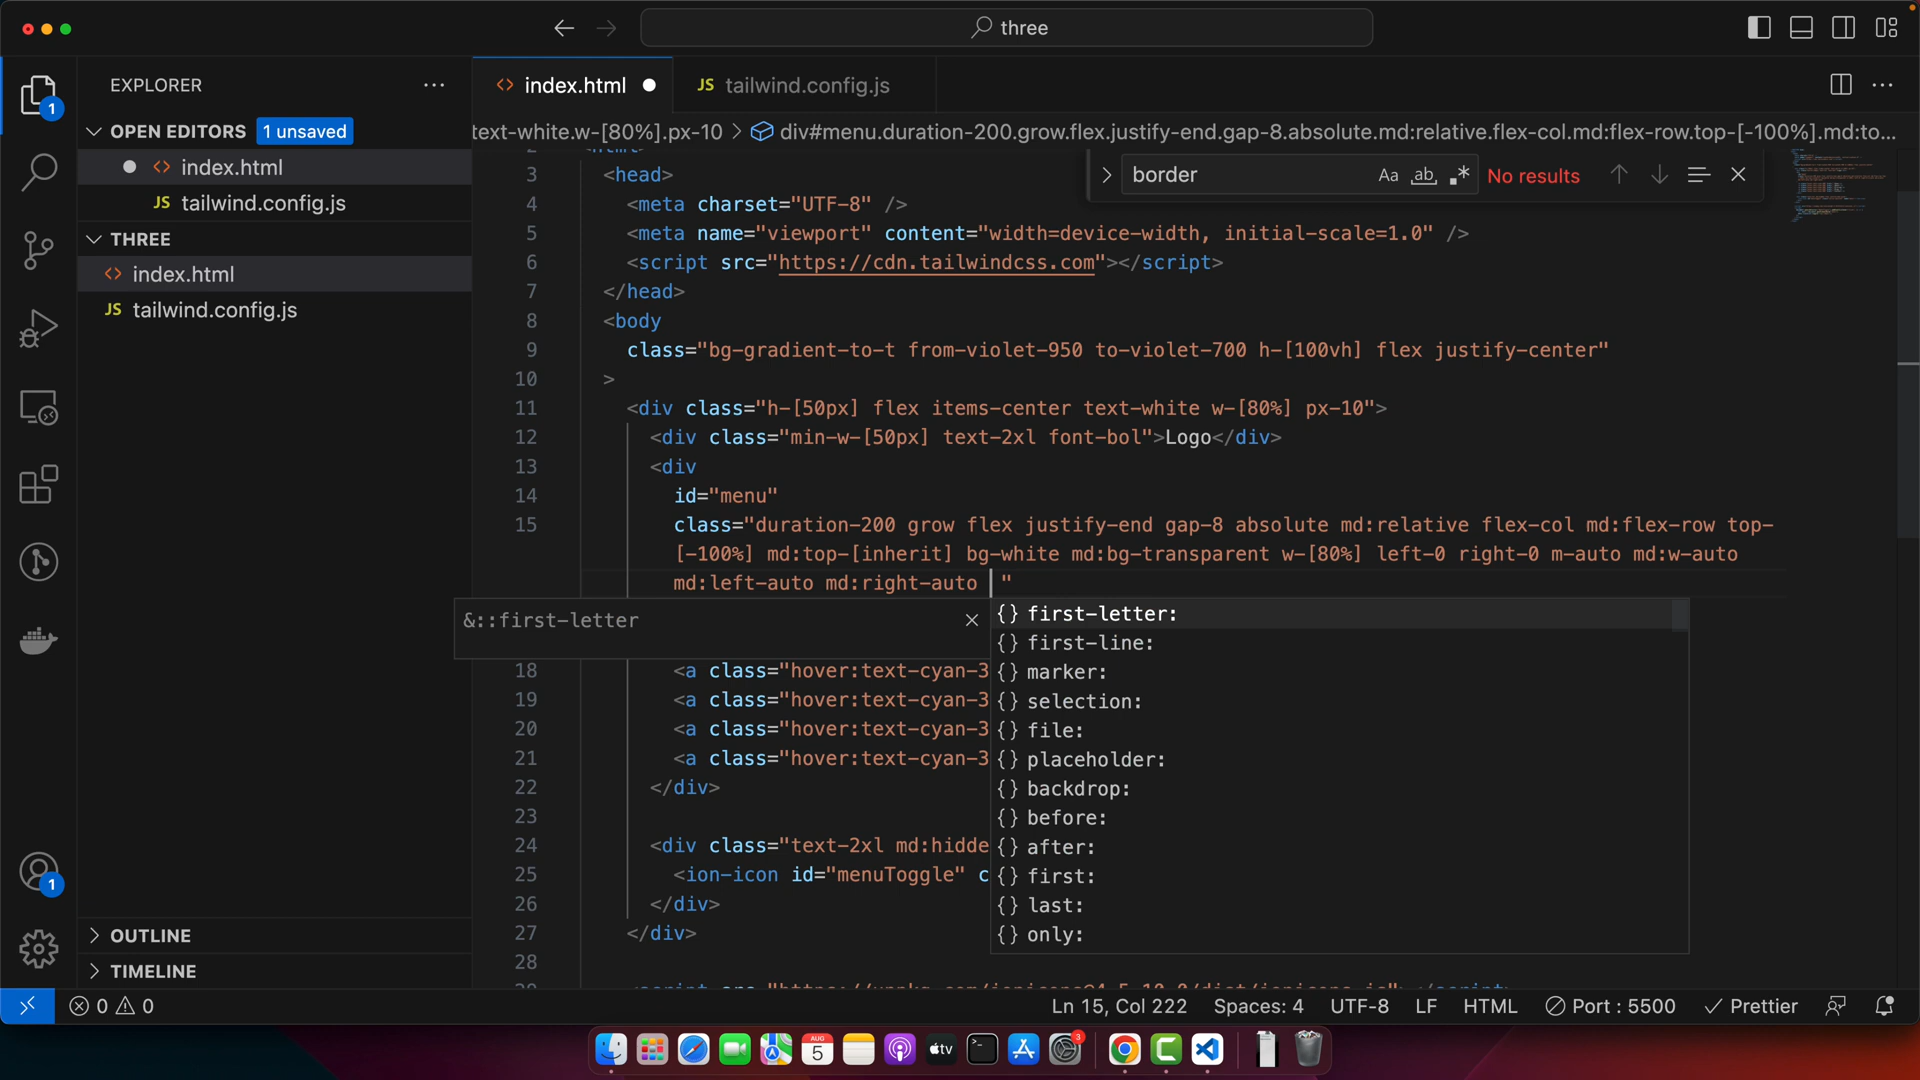 three
EXPLORER
OPEN EDITORS 1 unsaved
index.html
JS tailwind.config.js
THREE
index.html
JS tailwind.config.js
OUTLINE
TIMELINE
1
1
index.html
JS tailwind.config.js
text-white.w-[80%].px-10 > div#menu.duration-200.grow.flex.justify-end.gap-8.absolute.md:relative.flex-col.md:flex-row.top-[-100%].md:to...
border Aa ab No results
3 <head>
4 <meta charset="UTF-8" />
5 <meta name="viewport" content="width=device-width, initial-scale=1.0" />
6 <script src="https://cdn.tailwindcss.com"></script>
7 </head>
8 <body
9 class="bg-gradient-to-t from-violet-950 to-violet-700 h-[100vh] flex justify-center"
10 >
11 <div class="h-[50px] flex items-center text-white w-[80%] px-10">
12 <div class="min-w-[50px] text-2xl font-bol">Logo</div>
13 <div
14 id="menu"
15 class="duration-200 grow flex justify-end gap-8 absolute md:relative flex-col md:flex-row top-
[-100%] md:top-[inherit] bg-white md:bg-transparent w-[80%] left-0 right-0 m-auto md:w-auto
md:left-auto md:right-auto "
&::first-letter
{} first-letter:
{} first-line:
{} marker:
{} selection:
{} file:
{} placeholder:
{} backdrop:
{} before:
{} after:
{} first:
{} last:
{} only:
18 <a class="hover:text-cyan-3
19 <a class="hover:text-cyan-3
20 <a class="hover:text-cyan-3
21 <a class="hover:text-cyan-3
22 </div>
23
24 <div class="text-2xl md:hidde
25 <ion-icon id="menuToggle" c
26 </div>
27 </div>
28
0 0
Ln 15, Col 222 Spaces: 4 UTF-8 LF HTML Port : 5500 Prettier
AUG
5
tv
3